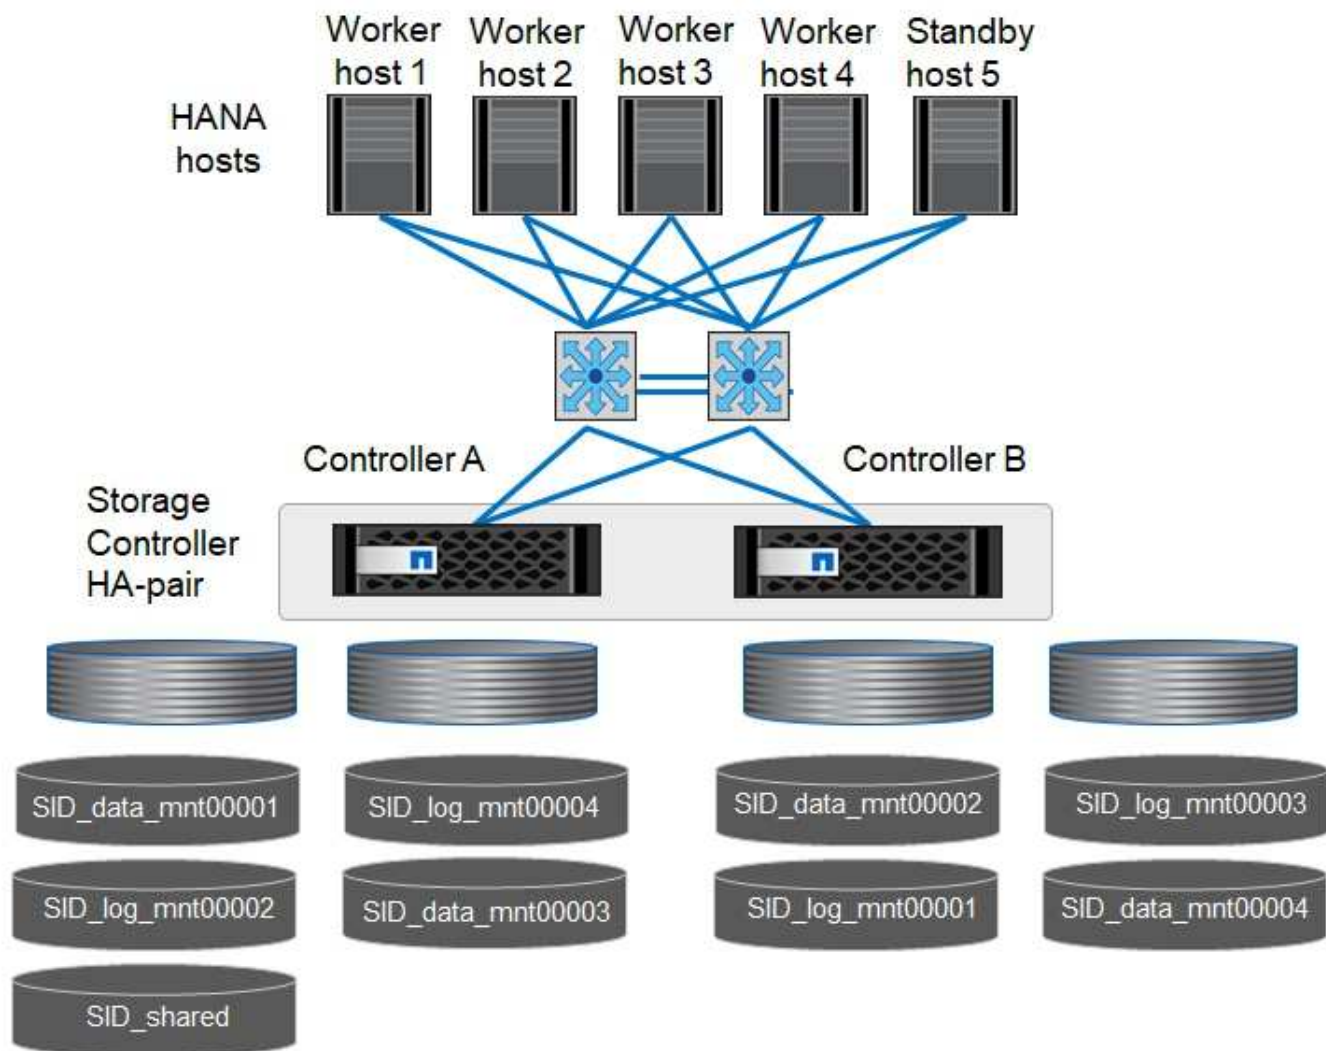 Worker
host 1
Worker
host 2
Worker
host 3
Worker
host 4
Standby
host 5
HANA
hosts
Controller A
Controller B
Storage
Controller
HA-pair
SID_data_mnt00001
SID_log_mnt00004
SID_data_mnt00002
SID_log_mnt00003
SID_log_mnt00002
SID_data_mnt00003
SID_log_mnt00001
SID_data_mnt00004
SID_shared